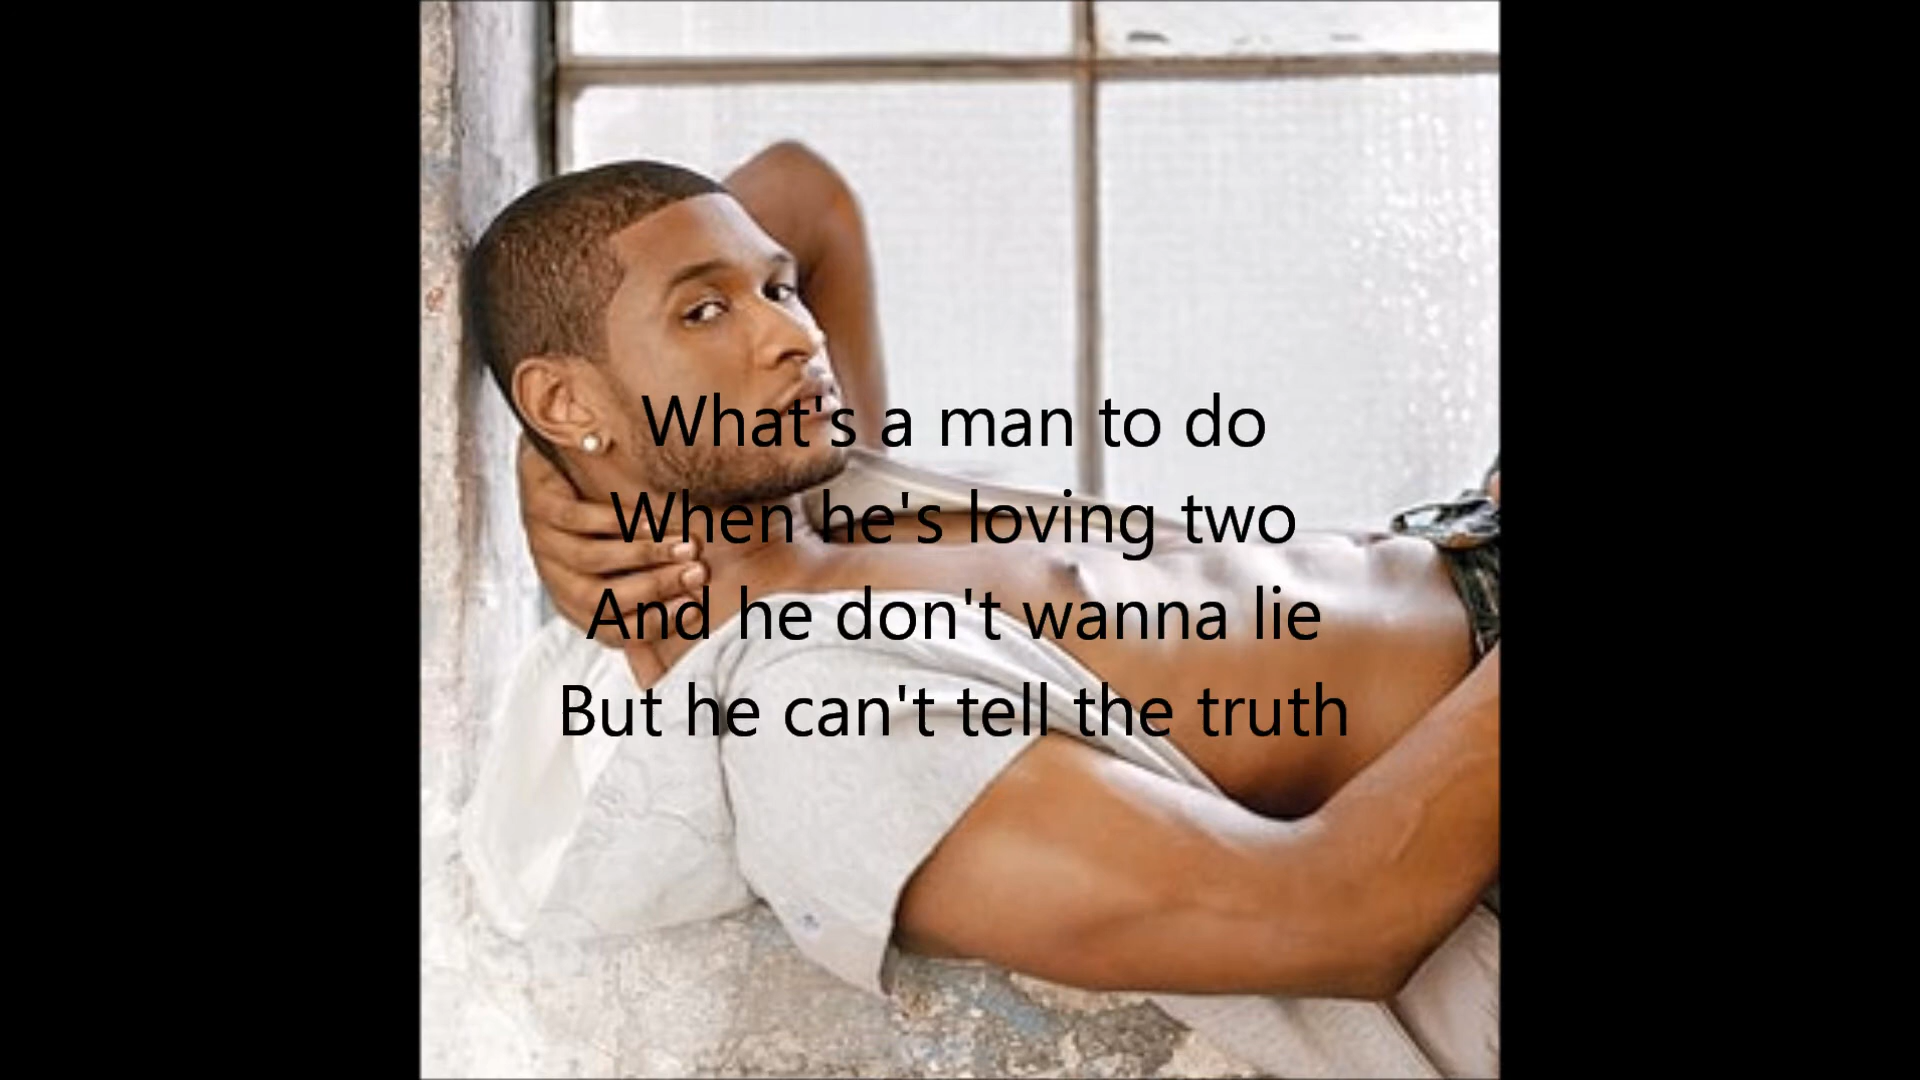 What's a man to do
When he's loving two
And he don't wanna lie
But he can't tell the truth